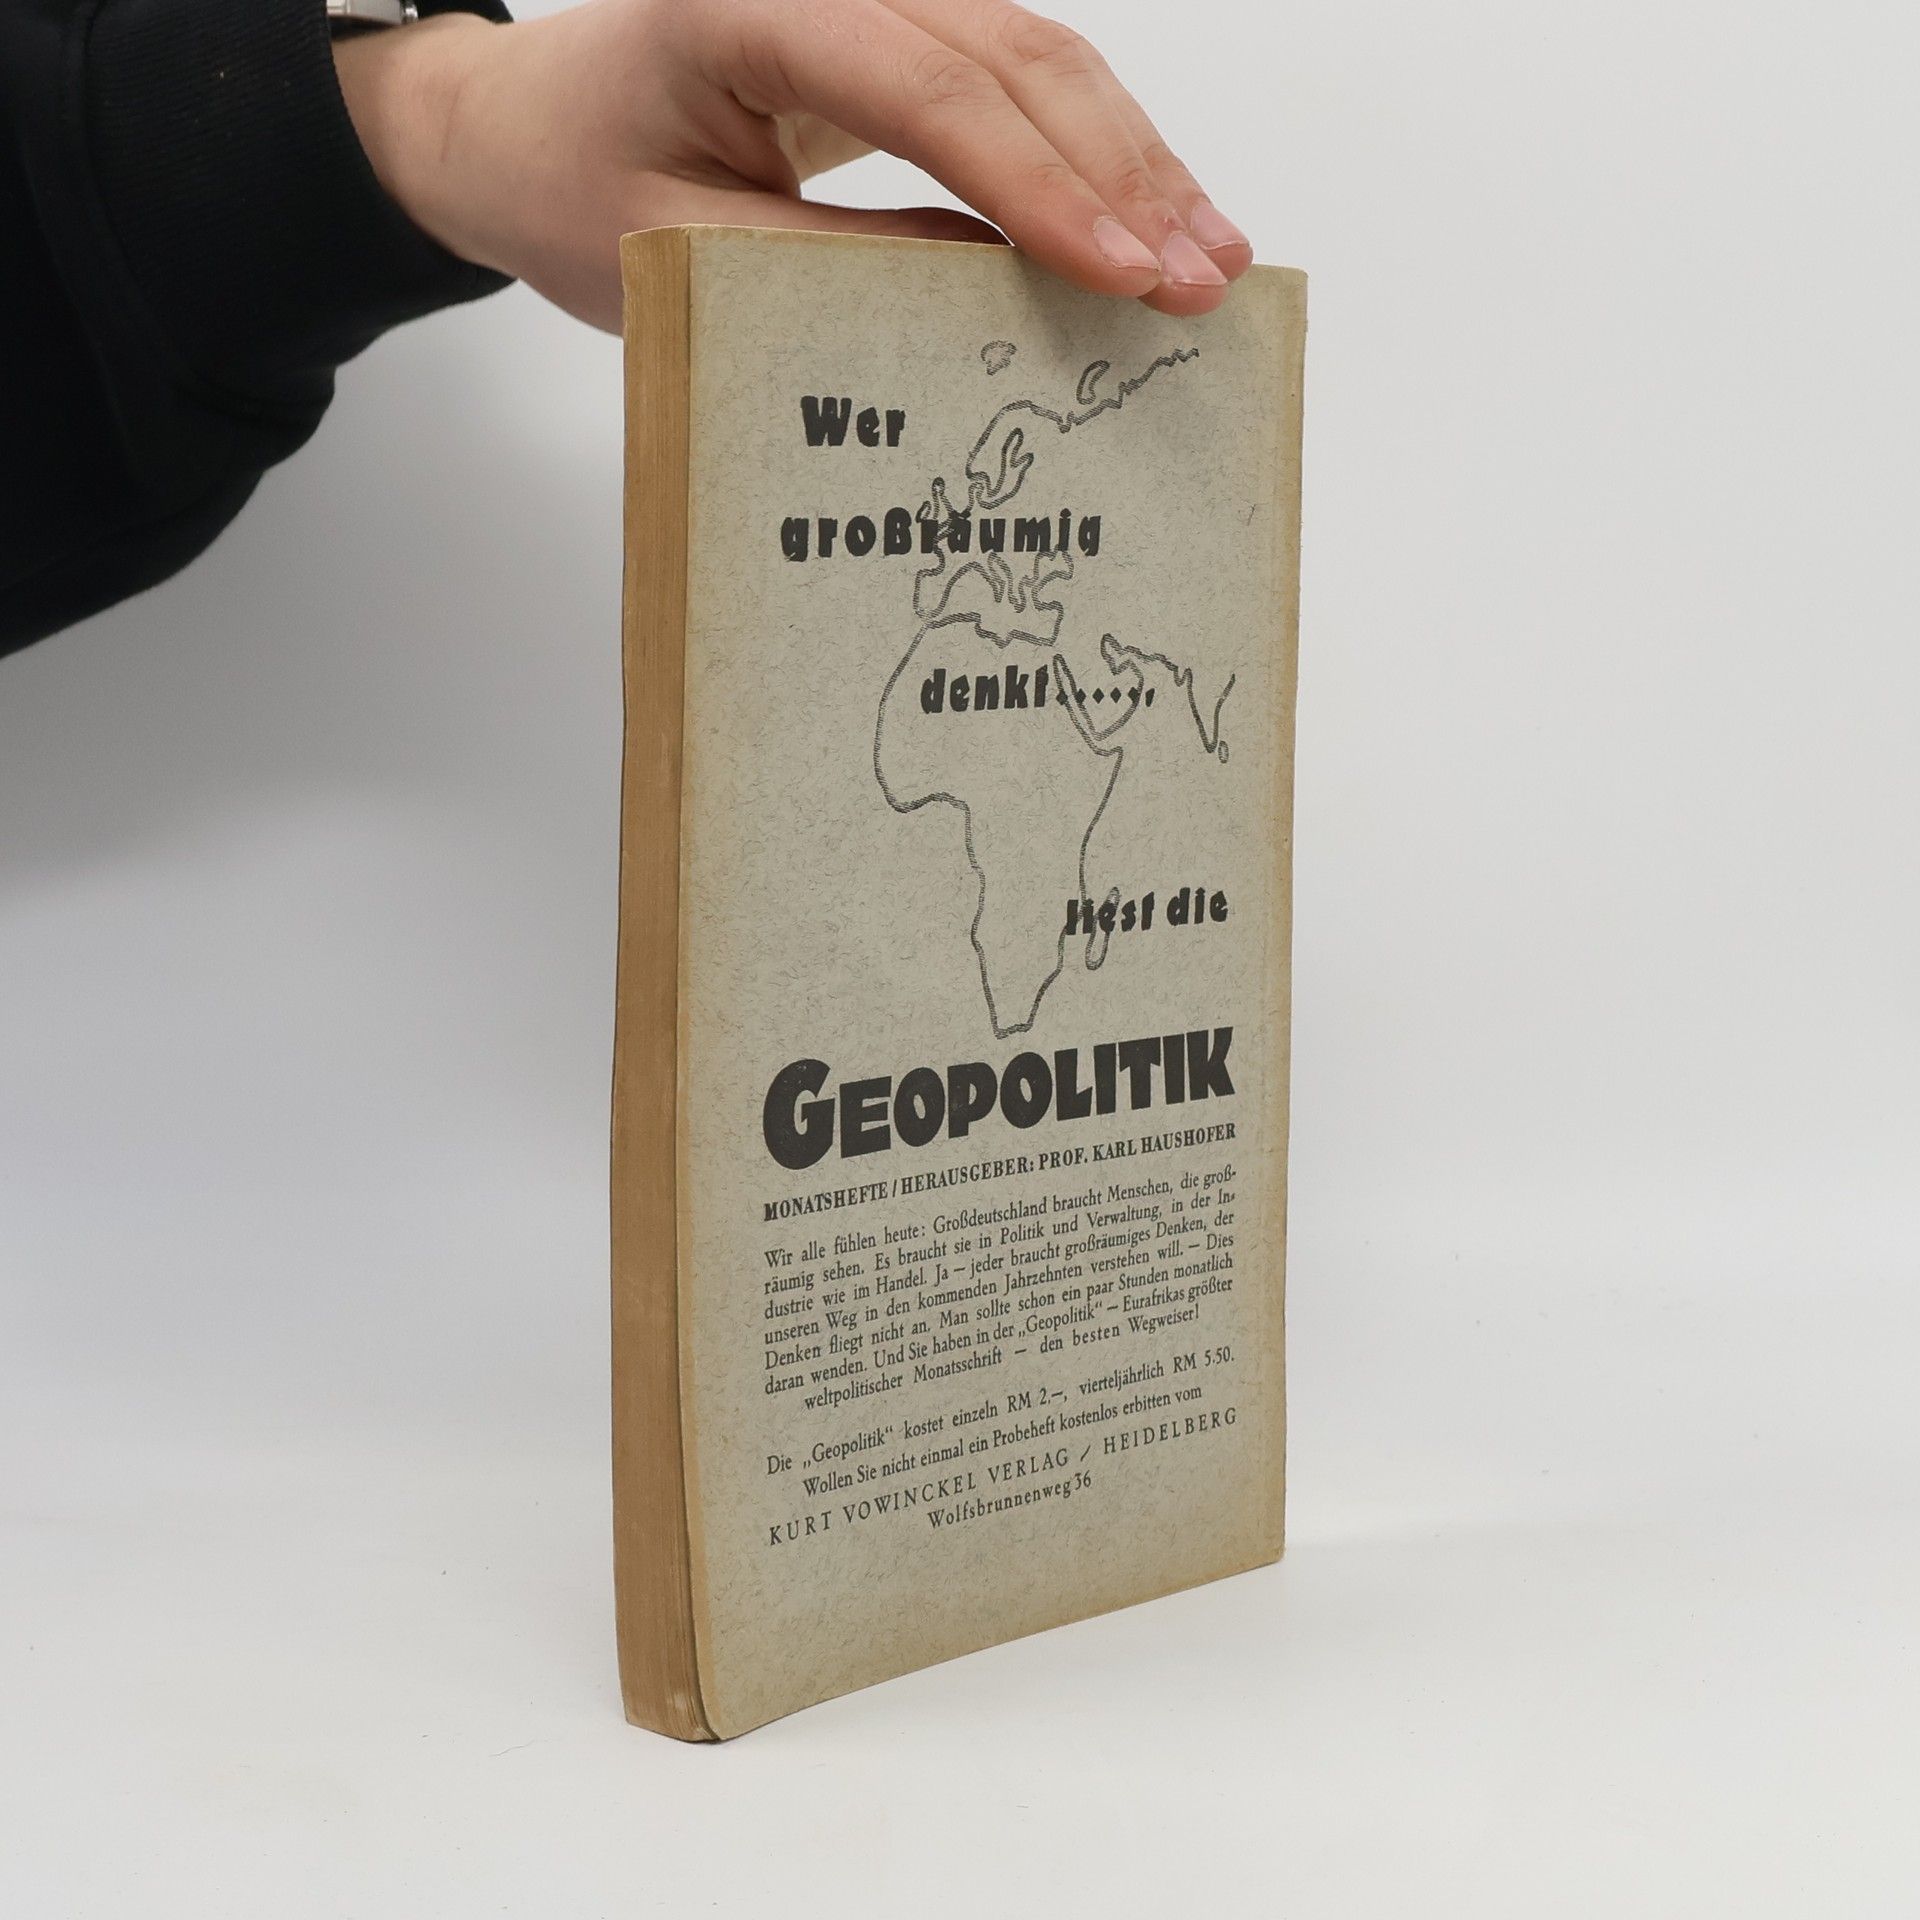 Wer
großräumig
denkt......
liest die
GEOPOLITIK
MONATSHEFTE / HERAUSGEBER: PROF. KARL HAUSHOFER
Wir alle fühlen heute: Großdeutschland braucht Menschen, die groß-
räumig sehen. Es braucht sie in Politik und Verwaltung, in der In-
dustrie wie im Handel. Ja — jeder braucht großräumiges Denken, der
unseren Weg in den kommenden Jahrzehnten verstehen will. — Dies
Denken fliegt nicht an. Man sollte schon ein paar Stunden monatlich
daran wenden. Und Sie haben in der „Geopolitik“ — Eurafrikas größter
weltpolitischer Monatsschrift — den besten Wegweiser!
Die „Geopolitik“ kostet einzeln RM 2.—, vierteljährlich RM 5.50.
Wollen Sie nicht einmal ein Probeheft kostenlos erbitten vom
KURT VOWINCKEL VERLAG / HEIDELBERG
Wolfsbrunnenweg 36